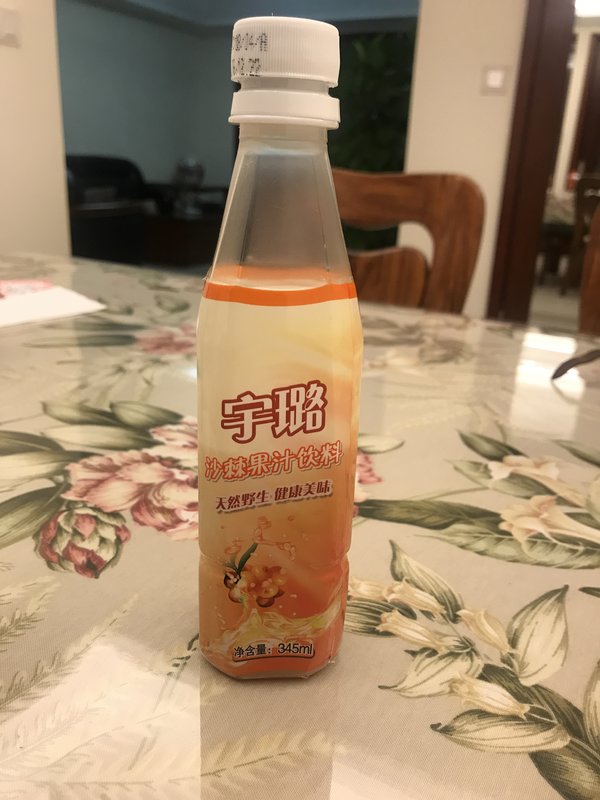 宇璐
沙棘果汁饮料
天然野生 健康美味
净含量：345ml